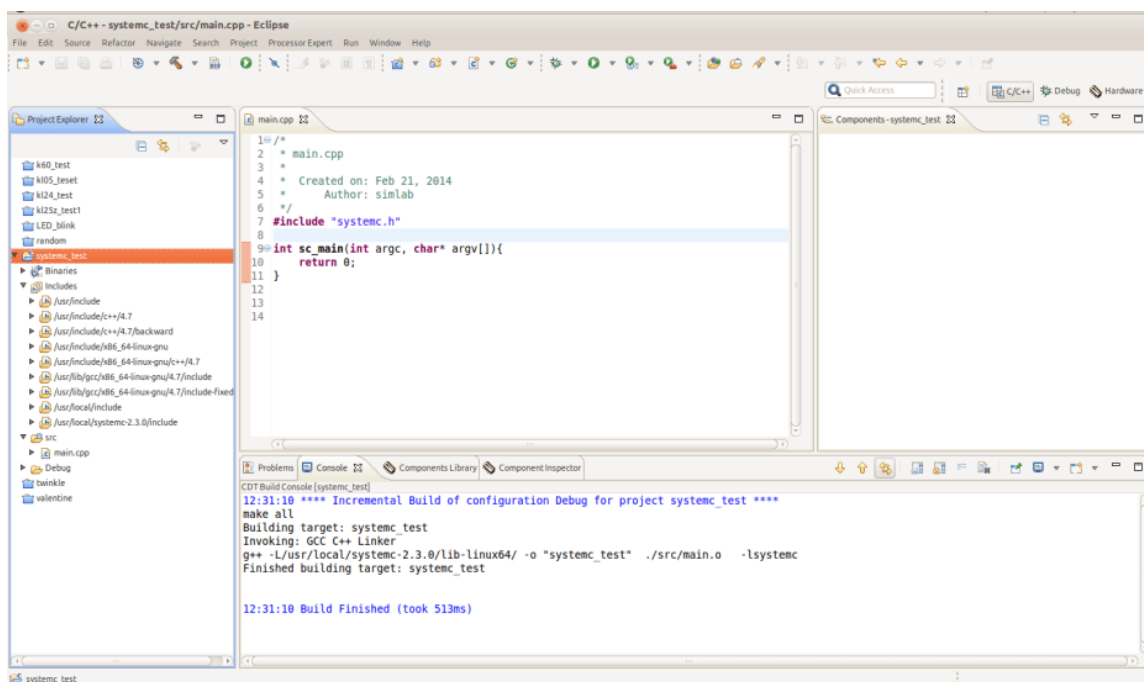 C/C++ - systemc_test/src/main.cpp - Eclipse
File Edit Source Refactor Navigate Search Project ProcessorExpert Run Window Help
Quick Access
C/C++ Debug Hardware
Project Explorer
k60_test
kl05_teset
kl24_test
kl25z_test1
LED_blink
random
systemc_test
Binaries
Includes
/usr/include
/usr/include/c++/4.7
/usr/include/c++/4.7/backward
/usr/include/x86_64-linux-gnu
/usr/include/x86_64-linux-gnu/c++/4.7
/usr/lib/gcc/x86_64-linux-gnu/4.7/include
/usr/lib/gcc/x86_64-linux-gnu/4.7/include-fixed
/usr/local/include
/usr/local/systemc-2.3.0/include
src
main.cpp
Debug
twinkle
valentine
main.cpp
1 /*
2 * main.cpp
3 *
4 * Created on: Feb 21, 2014
5 * Author: simlab
6 */
7 #include "systemc.h"
8
9 int sc_main(int argc, char* argv[]){
10 return 0;
11 }
12
13
14
Components - systemc_test
Problems Console Components Library Component Inspector
CDT Build Console [systemc_test]
12:31:10 **** Incremental Build of configuration Debug for project systemc_test ****
make all
Building target: systemc_test
Invoking: GCC C++ Linker
g++ -L/usr/local/systemc-2.3.0/lib-linux64/ -o "systemc_test" ./src/main.o -lsystemc
Finished building target: systemc_test
12:31:10 Build Finished (took 513ms)
systemc_test